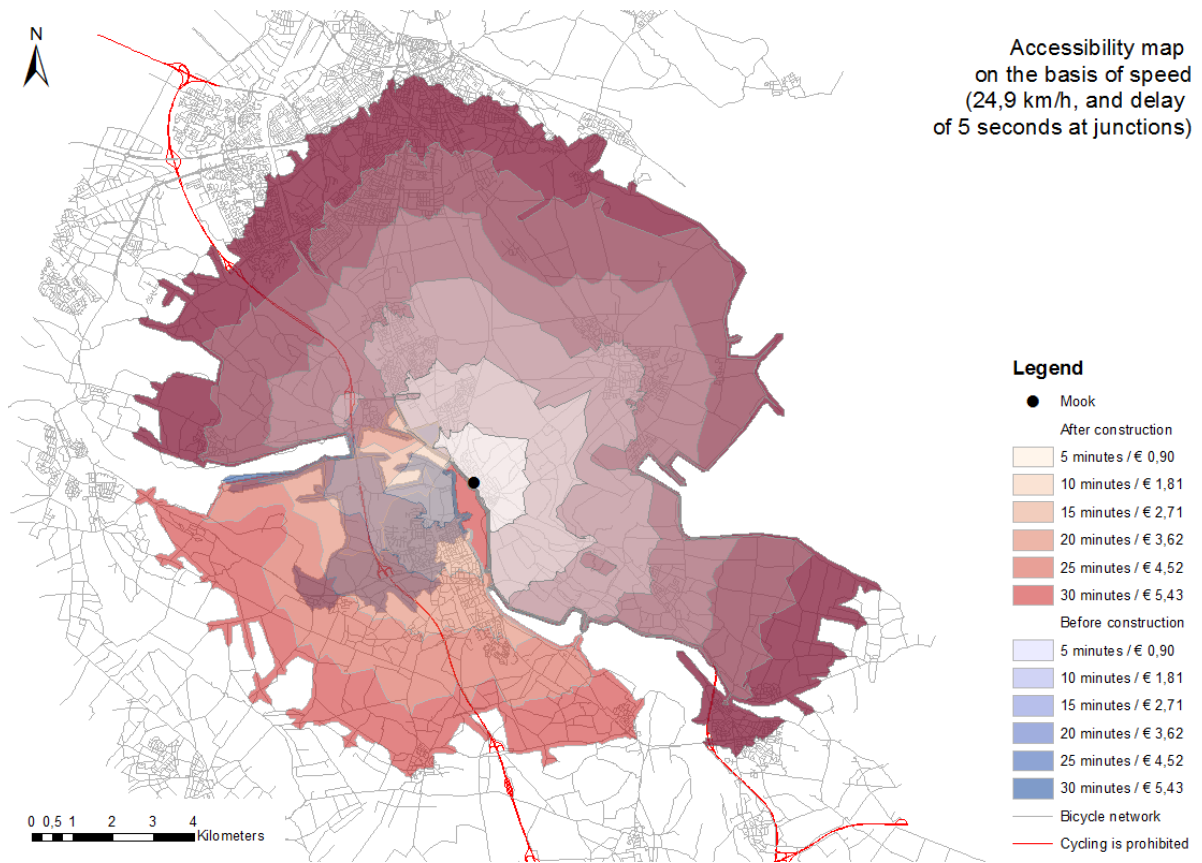 N
Accessibility map
on the basis of speed
(24,9 km/h, and delay
of 5 seconds at junctions)
Legend
Mook
After construction
5 minutes / € 0,90
10 minutes / € 1,81
15 minutes / € 2,71
20 minutes / € 3,62
25 minutes / € 4,52
30 minutes / € 5,43
Before construction
5 minutes / € 0,90
10 minutes / € 1,81
15 minutes / € 2,71
20 minutes / € 3,62
25 minutes / € 4,52
30 minutes / € 5,43
Bicycle network
Cycling is prohibited
0 0,5 1 2 3 4
Kilometers